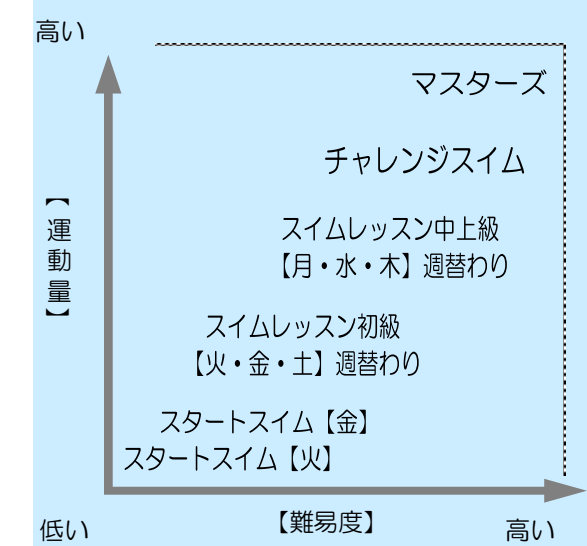 高い
マスターズ
チャレンジスイム
スイムレッスン中上級
【月・水・木】週替わり
【運動量】
スイムレッスン初級
【火・金・土】週替わり
スタートスイム【金】
スタートスイム【火】
低い
【難易度】
高い